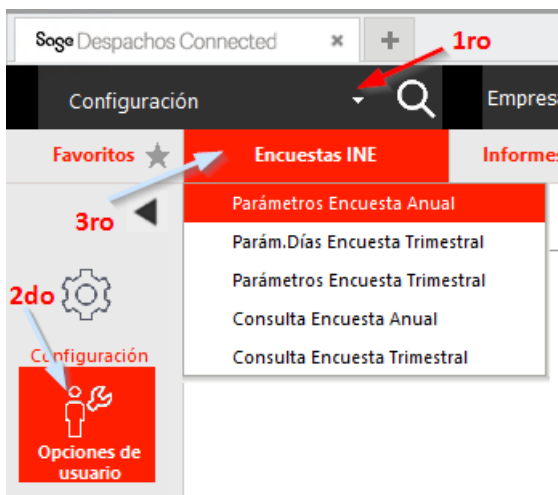 Sage Despachos Connected × +
1ro
Configuración
Empres
Favoritos
Encuestas INE
Informes
3ro
Parámetros Encuesta Anual
Parám.Días Encuesta Trimestral
Parámetros Encuesta Trimestral
Consulta Encuesta Anual
Consulta Encuesta Trimestral
2do
Configuración
Opciones de
usuario